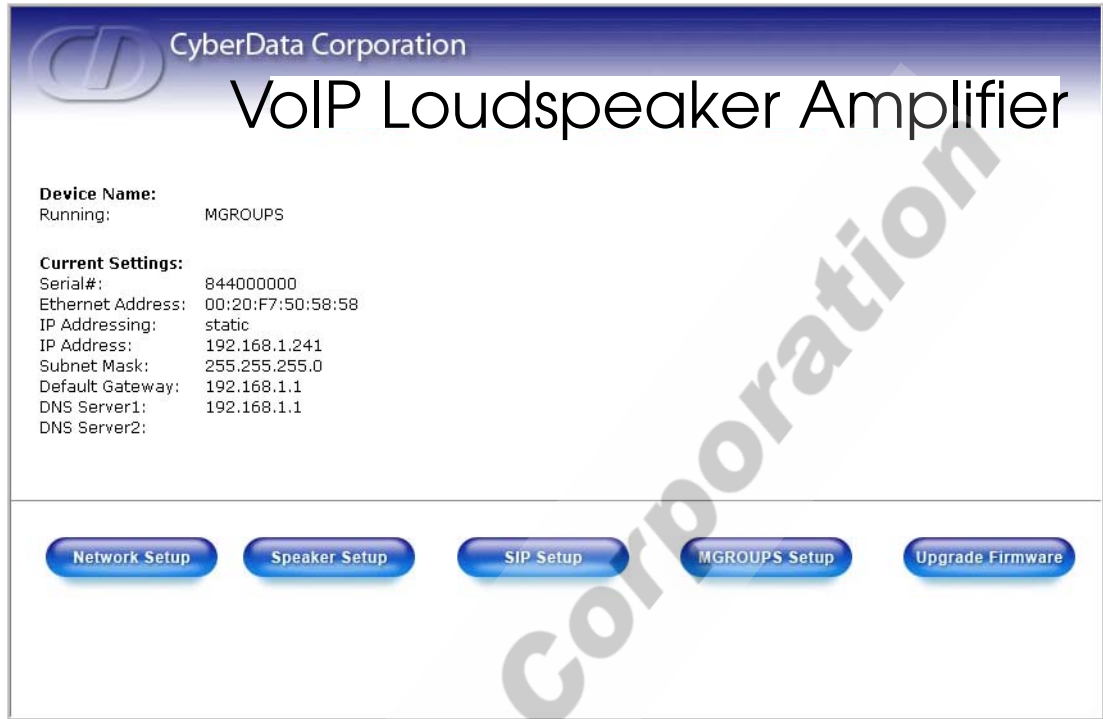 CyberData Corporation
VoIP Loudspeaker Amplifier
Device Name:
Running: MGROUPS
Current Settings:
Serial#: 844000000
Ethernet Address: 00:20:F7:50:58:58
IP Addressing: static
IP Address: 192.168.1.241
Subnet Mask: 255.255.255.0
Default Gateway: 192.168.1.1
DNS Server1: 192.168.1.1
DNS Server2:
Network Setup Speaker Setup SIP Setup MGROUPS Setup Upgrade Firmware
Corporation